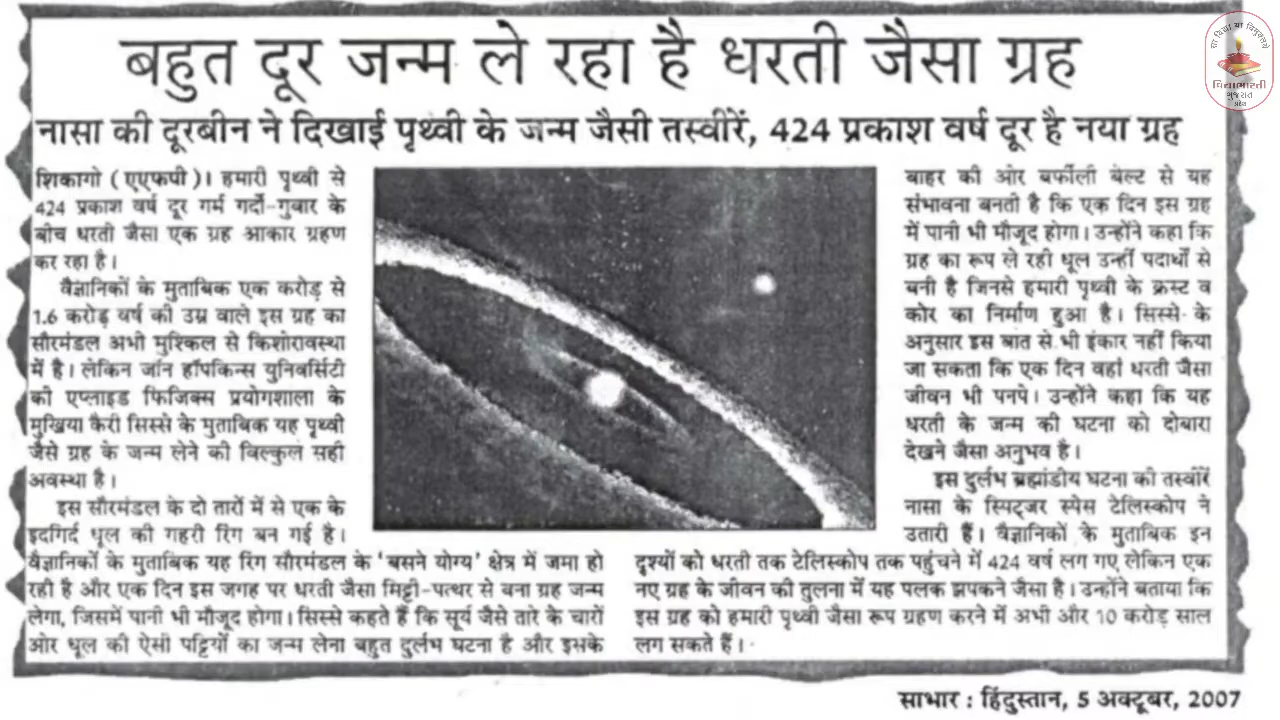 बहुत दूर जन्म ले रहा है धरती जैसा ग्रह
नासा की दूरबीन ने दिखाई पृथ्वी के जन्म जैसी तस्वीरें, 424 प्रकाश वर्ष दूर है नया ग्रह
शिकागो (एएफपी)। हमारी पृथ्वी से
424 प्रकाश वर्ष दूर गर्म गर्दो-गुबार के
बीच धरती जैसा एक ग्रह आकार ग्रहण
कर रहा है।
वैज्ञानिकों के मुताबिक एक करोड़ से
1.6 करोड़ वर्ष की उम्र वाले इस ग्रह का
सौरमंडल अभी मुश्किल से किशोरावस्था
में है। लेकिन जॉन हॉपकिन्स युनिवर्सिटी
की एप्लाइड फिजिक्स प्रयोगशाला के
मुखिया कैरी सिस्से के मुताबिक यह पृथ्वी
जैसे ग्रह के जन्म लेने की बिल्कुल सही
अवस्था है।
इस सौरमंडल के दो तारों में से एक के
इदगिर्द धूल की गहरी रिंग बन गई है।
वैज्ञानिकों के मुताबिक यह रिंग सौरमंडल के 'बसने योग्य' क्षेत्र में जमा हो
रही है और एक दिन इस जगह पर धरती जैसा मिट्टी-पत्थर से बना ग्रह जन्म
लेगा, जिसमें पानी भी मौजूद होगा। सिस्से कहते हैं कि सूर्य जैसे तारे के चारों
ओर धूल की ऐसी पट्टियों का जन्म लेना बहुत दुर्लभ घटना है और इसके
बाहर की ओर बर्फीली बेल्ट से यह
संभावना बनती है कि एक दिन इस ग्रह
में पानी भी मौजूद होगा। उन्होंने कहा कि
ग्रह का रूप ले रही धूल उन्हीं पदार्थों से
बनी है जिनसे हमारी पृथ्वी के क्रस्ट व
कोर का निर्माण हुआ है। सिस्से के
अनुसार इस बात से भी इंकार नहीं किया
जा सकता कि एक दिन वहां धरती जैसा
जीवन भी पनपे। उन्होंने कहा कि यह
धरती के जन्म की घटना को दोबारा
देखने जैसा अनुभव है।
इस दुर्लभ ब्रह्मांडीय घटना की तस्वीरें
नासा के स्पिट्जर स्पेस टेलिस्कोप ने
उतारी हैं। वैज्ञानिकों के मुताबिक इन
दृश्यों को धरती तक टेलिस्कोप तक पहुंचने में 424 वर्ष लग गए लेकिन एक
नए ग्रह के जीवन की तुलना में यह पलक झपकने जैसा है। उन्होंने बताया कि
इस ग्रह को हमारी पृथ्वी जैसा रूप ग्रहण करने में अभी और 10 करोड़ साल
लग सकते हैं।
साभार : हिंदुस्तान, 5 अक्टूबर, 2007
सा विद्या या विमुक्तये
વિદ્યાભારતી
ગુજરાત
પ્રદેશ